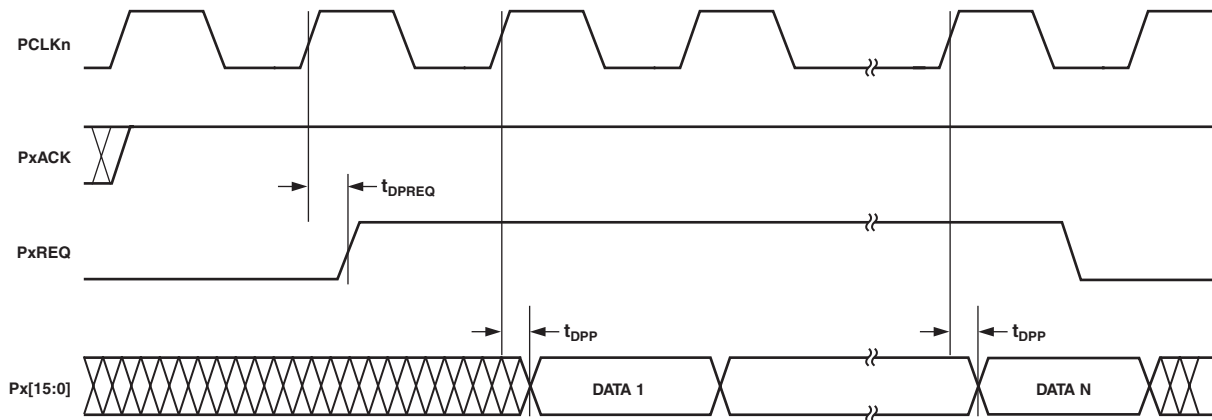 PCLKn
PxACK
tDPREQ
PxREQ
tDPP
tDPP
Px[15:0]
DATA 1
DATA N